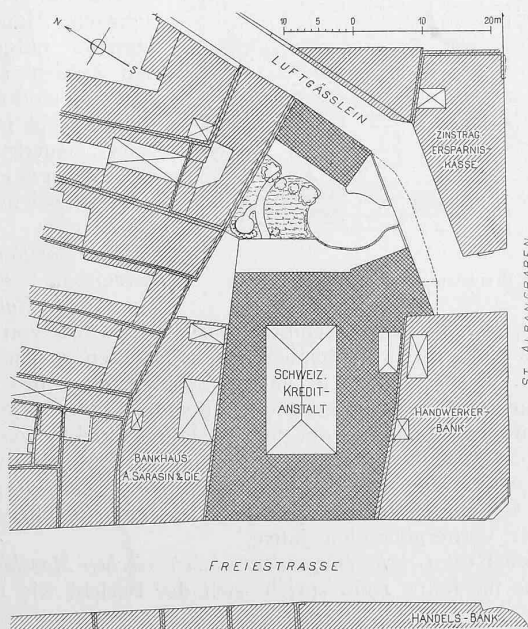 10 5 0 10 20 m
N
S
LUFTGÄSSLEIN
ZINSTRAG.
ERSPARNIS-
KASSE
ST. ALBANGRABEN
SCHWEIZ.
KREDIT-
ANSTALT
HANDWERKER-
BANK
BANKHAUS
A. SARASIN & CIE
FREIESTRASSE
HANDELS-BANK